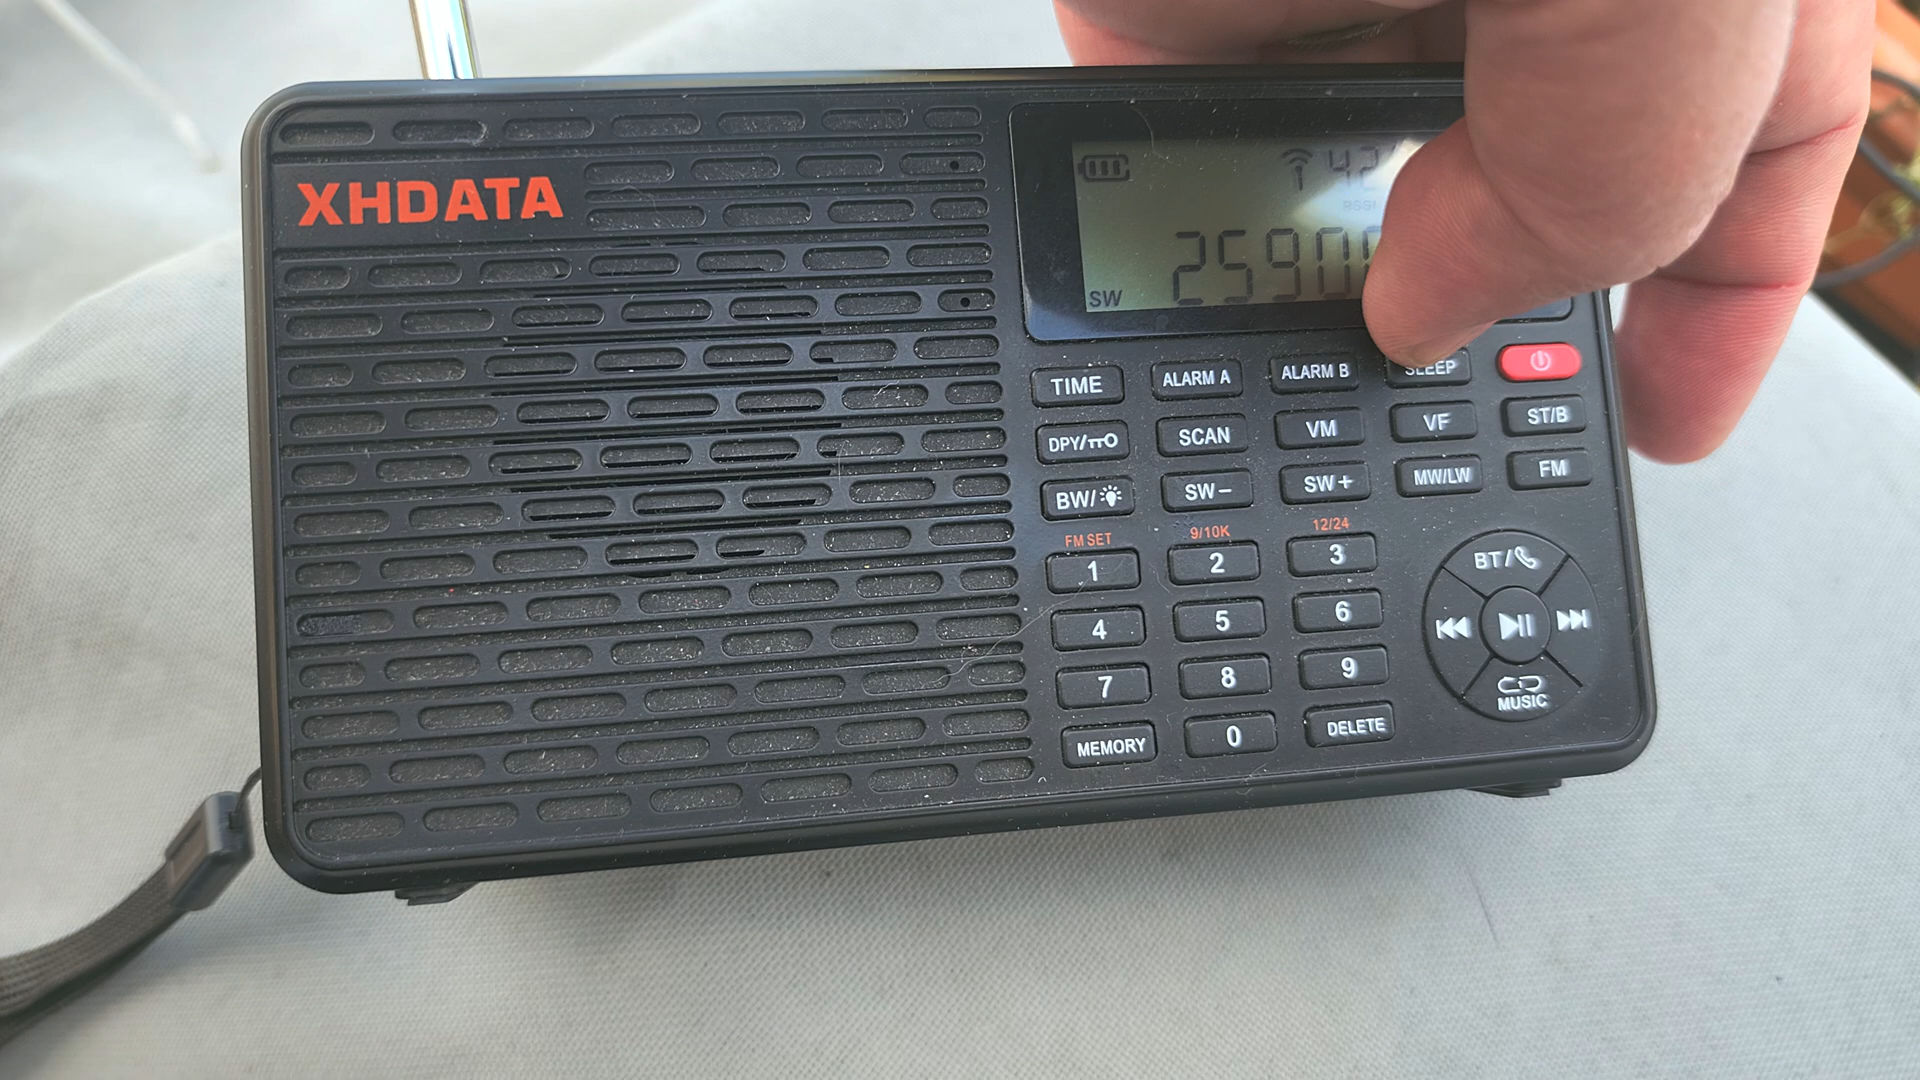 XHDATA
42
RSSI
2590
SW
TIME
ALARM A
ALARM B
SLEEP
DPY/
SCAN
VM
VF
ST/B
BW/
SW-
SW+
MW/LW
FM
FM SET
9/10K
12/24
1
2
3
BT/
4
5
6
7
8
9
MUSIC
MEMORY
0
DELETE